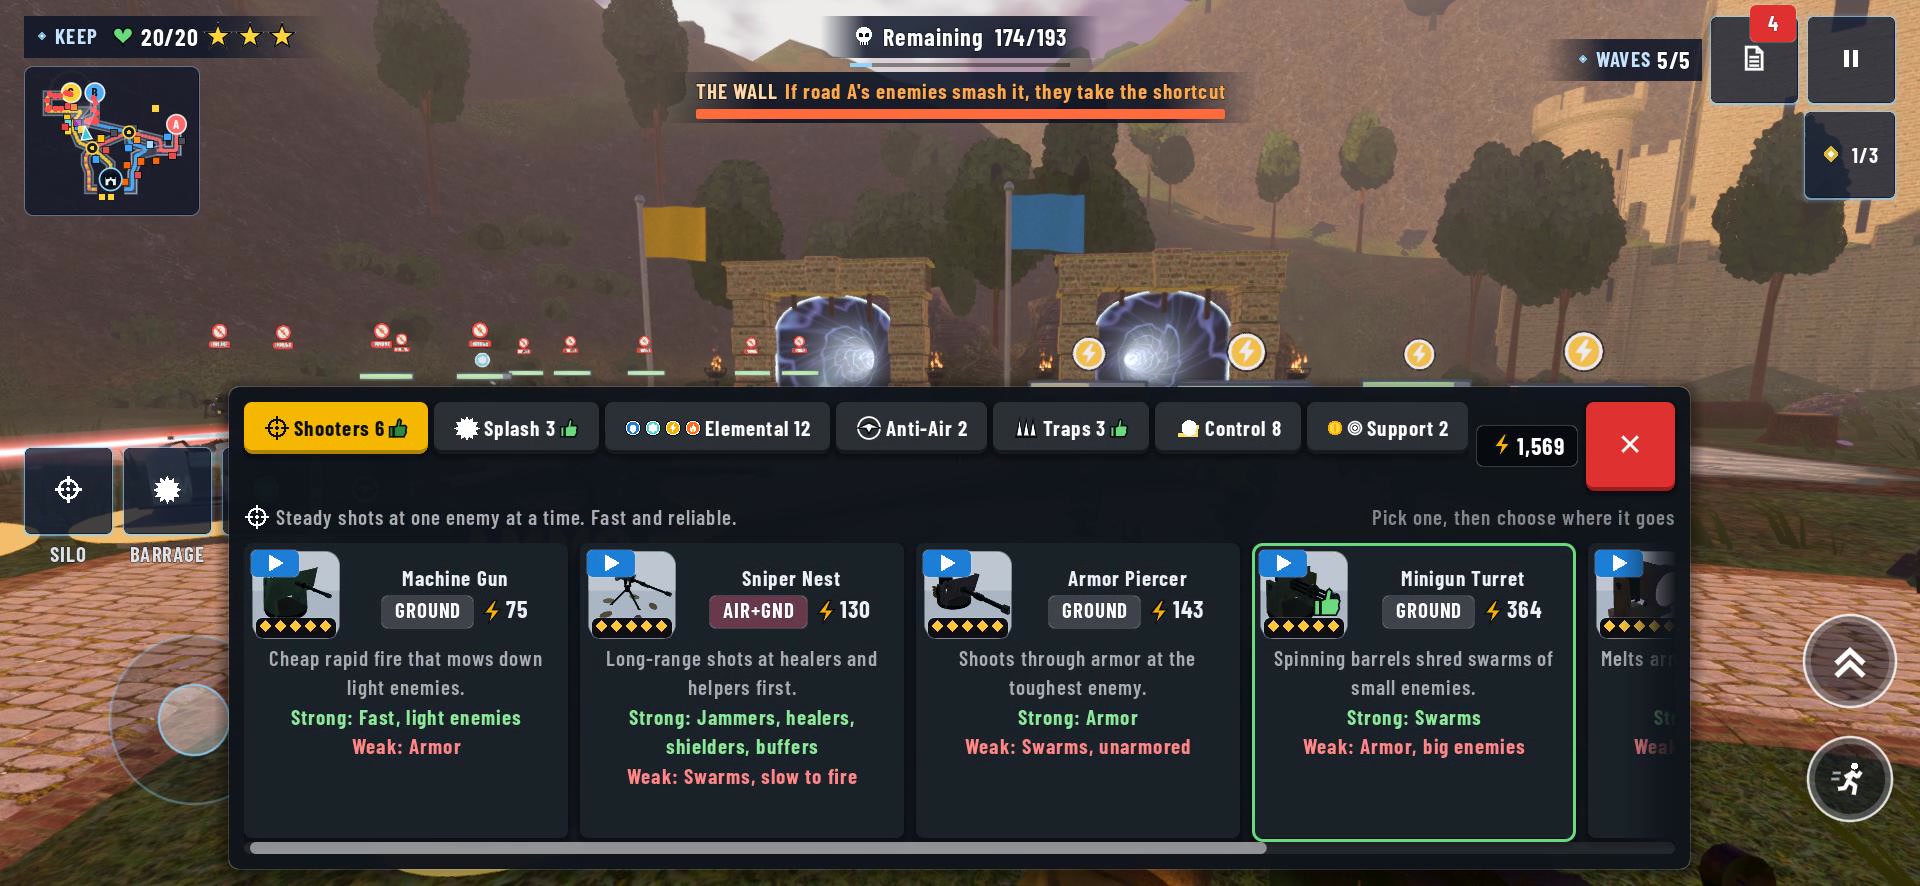 KEEP 20/20
Remaining 174/193
4
WAVES 5/5
THE WALL If road A's enemies smash it, they take the shortcut
B
A
1/3
Shooters 6
Splash 3
Elemental 12
Anti-Air 2
Traps 3
Control 8
Support 2
1,569
×
SILO
BARRAGE
Steady shots at one enemy at a time. Fast and reliable.
Pick one, then choose where it goes
Machine Gun
GROUND 75
Cheap rapid fire that mows down
light enemies.
Strong: Fast, light enemies
Weak: Armor
Sniper Nest
AIR+GND 130
Long-range shots at healers and
helpers first.
Strong: Jammers, healers,
shielders, buffers
Weak: Swarms, slow to fire
Armor Piercer
GROUND 143
Shoots through armor at the
toughest enemy.
Strong: Armor
Weak: Swarms, unarmored
Minigun Turret
GROUND 364
Spinning barrels shred swarms of
small enemies.
Strong: Swarms
Weak: Armor, big enemies
Melts